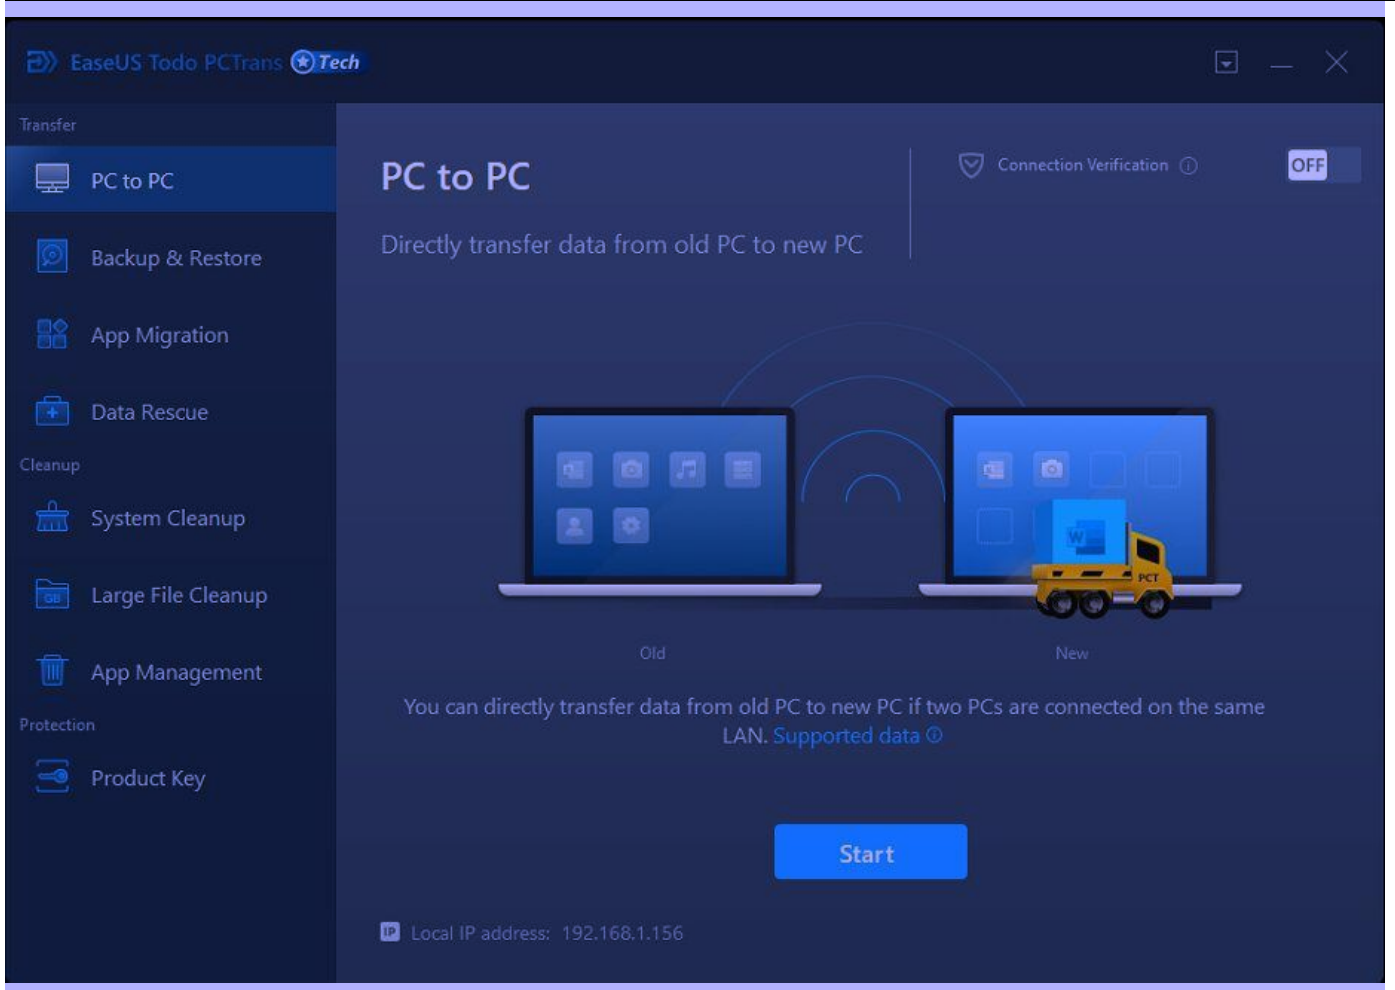 EaseUS Todo PCTrans Tech
Transfer
PC to PC
Backup & Restore
App Migration
Data Rescue
Cleanup
System Cleanup
GB
Large File Cleanup
App Management
Protection
Product Key
PC to PC
Connection Verification
OFF
Directly transfer data from old PC to new PC
W
PCT
Old
New
You can directly transfer data from old PC to new PC if two PCs are connected on the same
LAN. Supported data
Start
IP Local IP address: 192.168.1.156